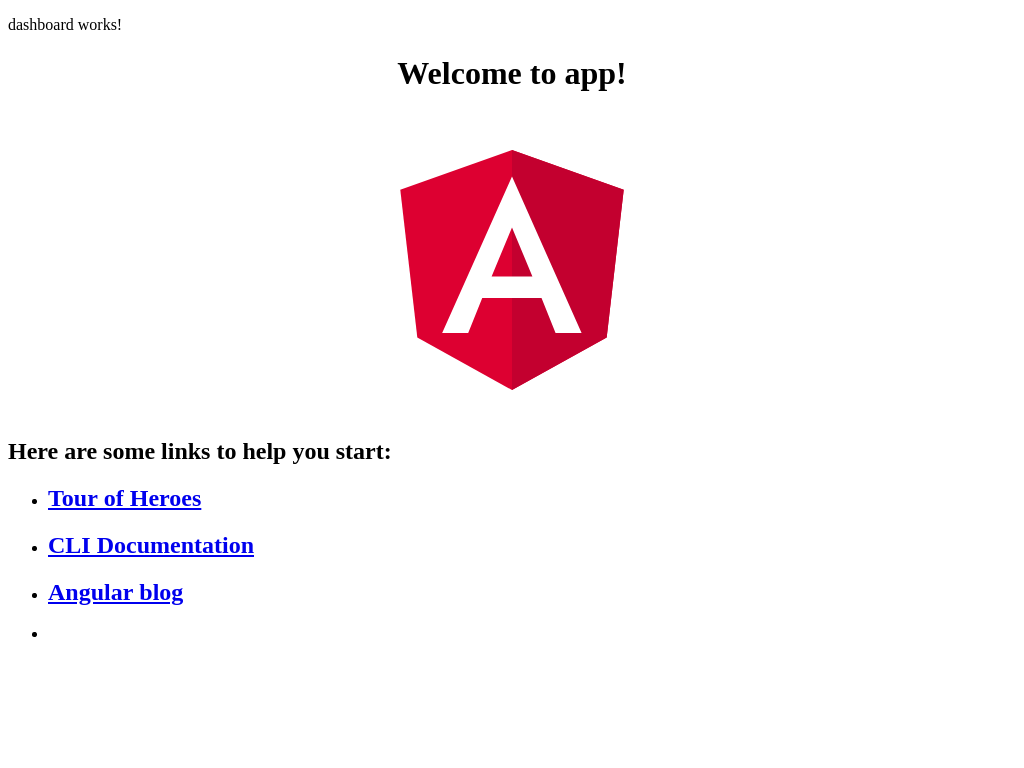 dashboard works!
Welcome to app!
A
Here are some links to help you start:
Tour of Heroes
CLI Documentation
Angular blog